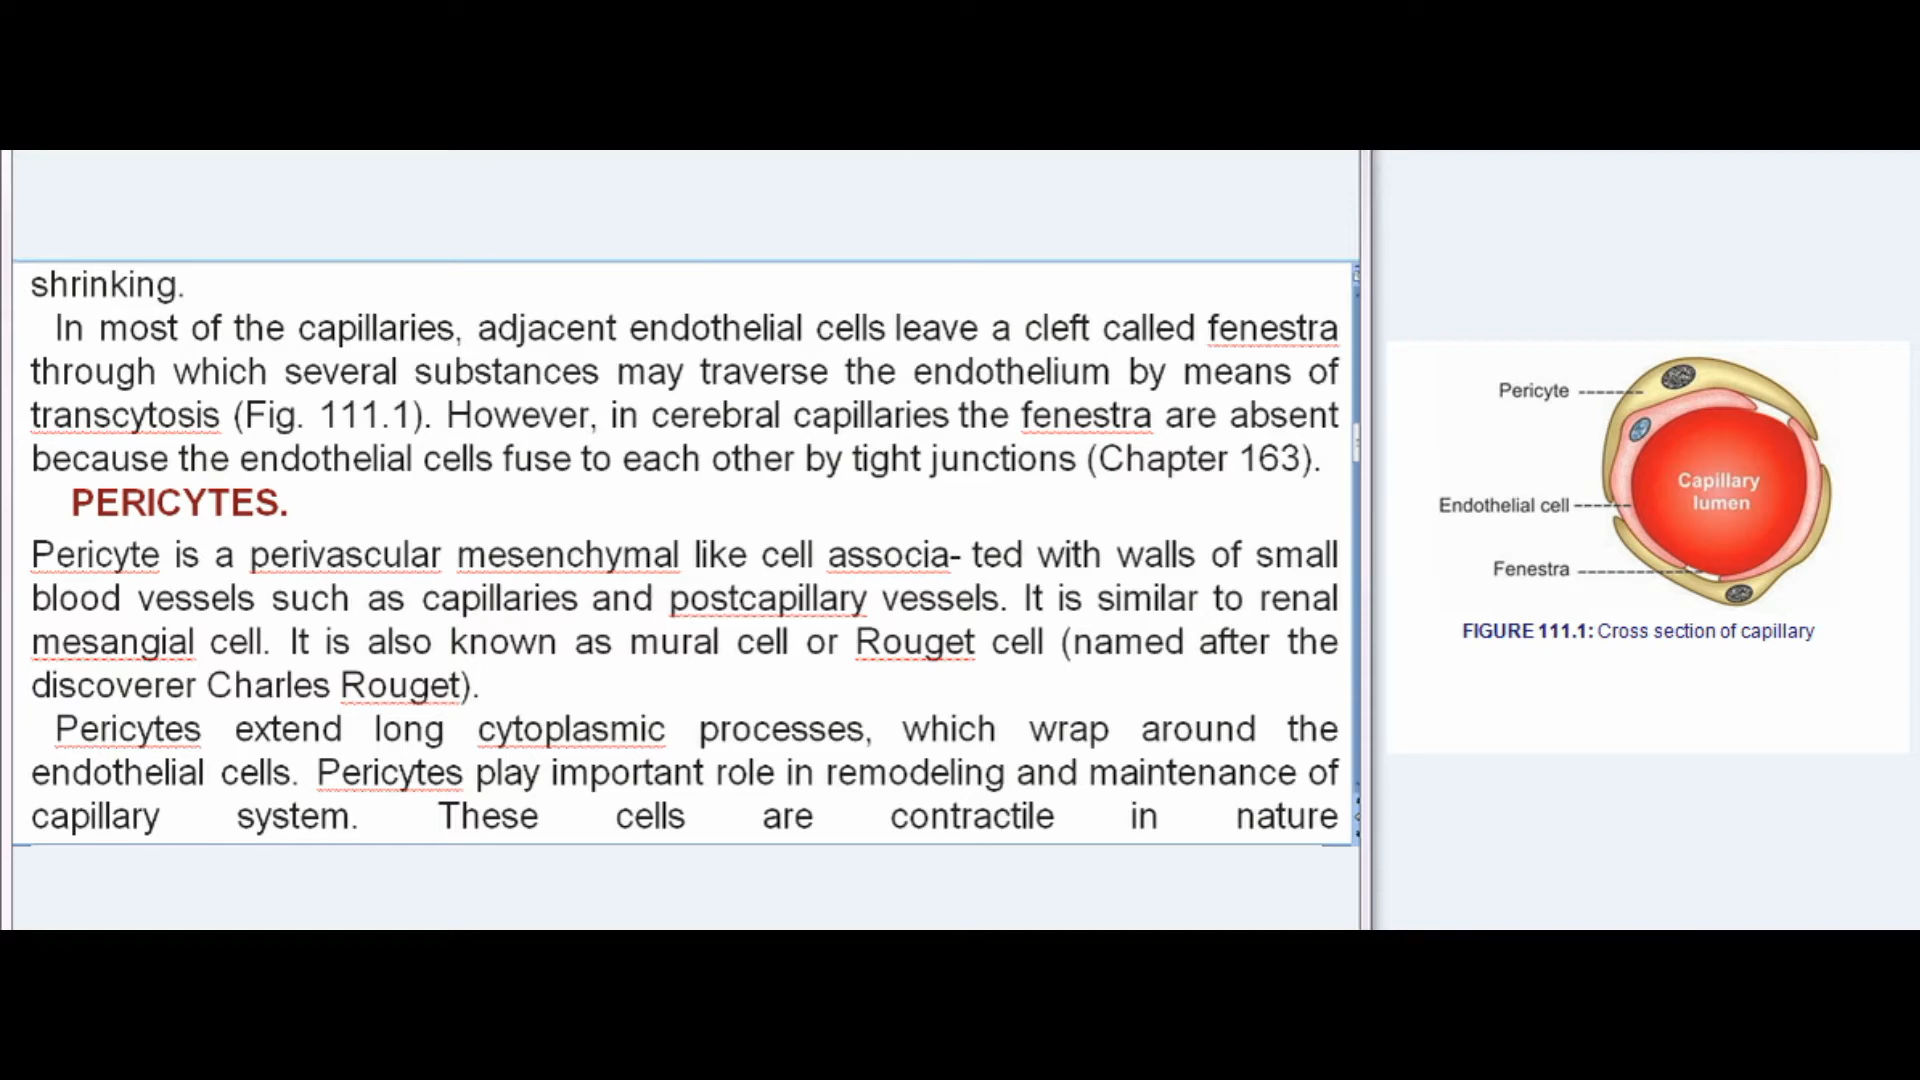 shrinking.
In most of the capillaries, adjacent endothelial cells leave a cleft called fenestra
through which several substances may traverse the endothelium by means of
transcytosis (Fig. 111.1). However, in cerebral capillaries the fenestra are absent
because the endothelial cells fuse to each other by tight junctions (Chapter 163).
PERICYTES.
Pericyte is a perivascular mesenchymal like cell associa- ted with walls of small
blood vessels such as capillaries and postcapillary vessels. It is similar to renal
mesangial cell. It is also known as mural cell or Rouget cell (named after the
discoverer Charles Rouget).
Pericytes extend long cytoplasmic processes, which wrap around the
endothelial cells. Pericytes play important role in remodeling and maintenance of
capillary system. These cells are contractile in nature
Pericyte
Capillary
lumen
Endothelial cell
Fenestra
FIGURE 111.1: Cross section of capillary